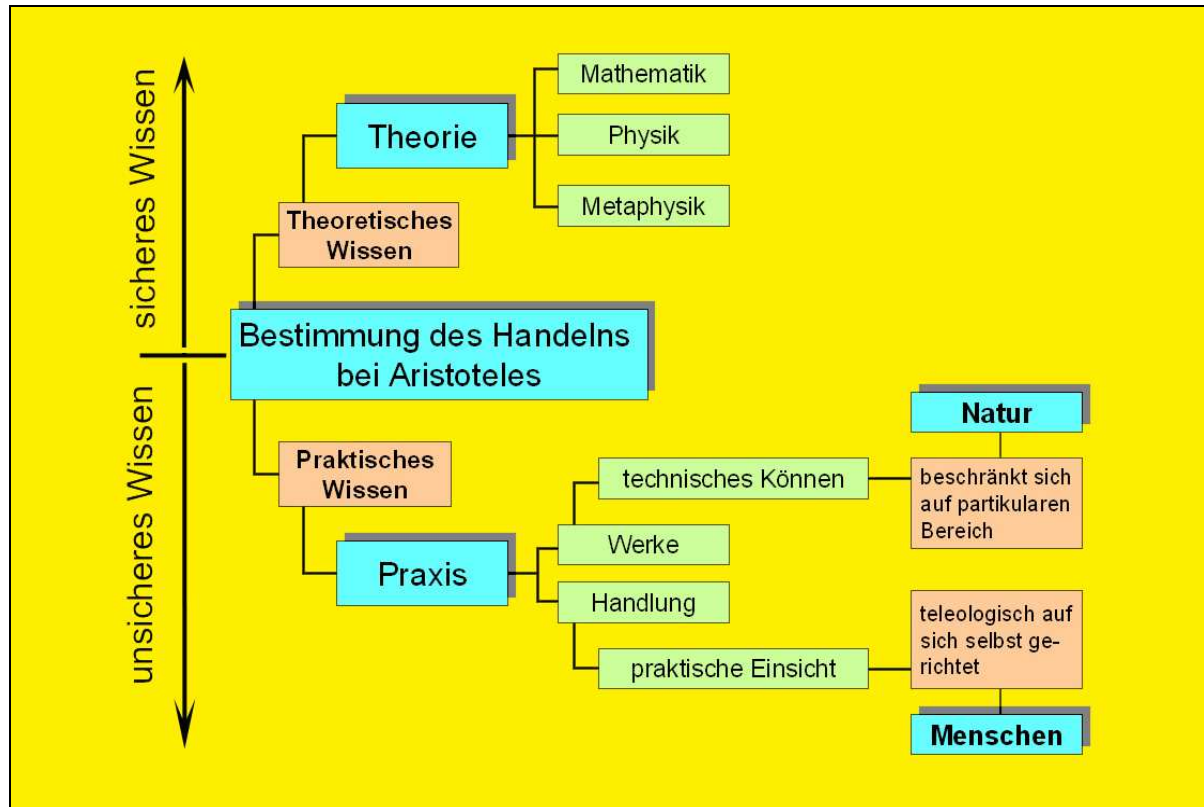 sicheres Wissen
unsicheres Wissen
Mathematik
Theorie
Physik
Metaphysik
Theoretisches
Wissen
Bestimmung des Handelns
bei Aristoteles
Natur
Praktisches
Wissen
technisches Können
beschränkt sich
auf partikularen
Bereich
Werke
Praxis
Handlung
teleologisch auf
sich selbst ge-
richtet
praktische Einsicht
Menschen